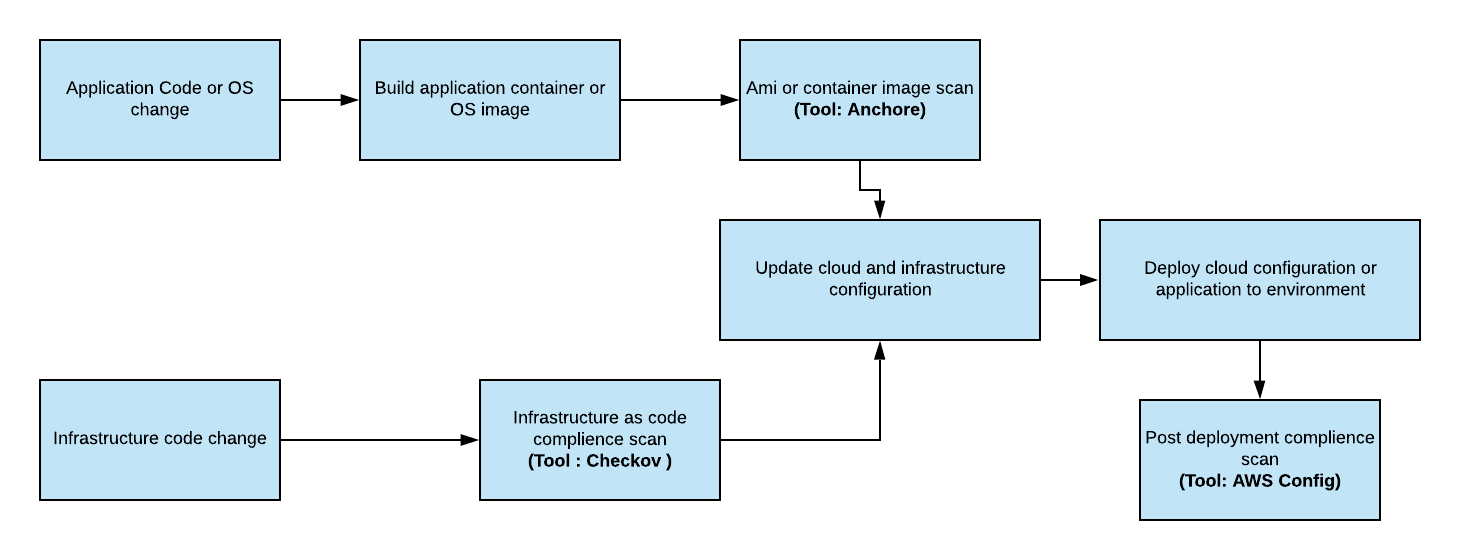 Application Code or OS
change
Build application container or
OS image
Ami or container image scan
(Tool: Anchore)
Update cloud and infrastructure
configuration
Deploy cloud configuration or
application to environment
Infrastructure code change
Infrastructure as code
complience scan
(Tool : Checkov )
Post deployment complience
scan
(Tool: AWS Config)